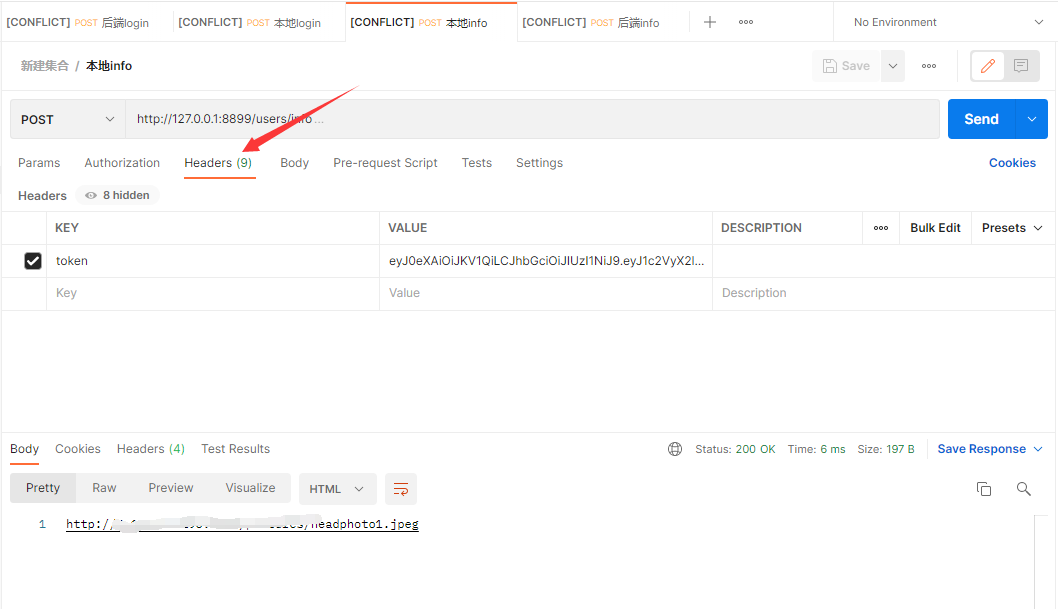 [CONFLICT] POST 后端login [CONFLICT] POST 本地login [CONFLICT] POST 本地info [CONFLICT] POST 后端info No Environment
新建集合 / 本地info Save
POST http://127.0.0.1:8899/users/info... Send
Params Authorization Headers (9) Body Pre-request Script Tests Settings Cookies
Headers 8 hidden
KEY VALUE DESCRIPTION Bulk Edit Presets
token eyJ0eXAiOiJKV1QiLCJhbGciOiJIUzI1NiJ9.eyJ1c2VyX2l...
Key Value Description
Body Cookies Headers (4) Test Results Status: 200 OK Time: 6 ms Size: 197 B Save Response
Pretty Raw Preview Visualize HTML
1 http:// headphoto1.jpeg